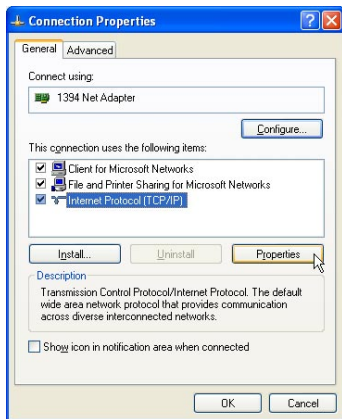 Connection Properties
General Advanced
Connect using:
1394 Net Adapter
Configure...
This connection uses the following items:
Client for Microsoft Networks
File and Printer Sharing for Microsoft Networks
Internet Protocol (TCP/IP)
Install... Uninstall Properties
Description
Transmission Control Protocol/Internet Protocol. The default
wide area network protocol that provides communication
across diverse interconnected networks.
Show icon in notification area when connected
OK Cancel